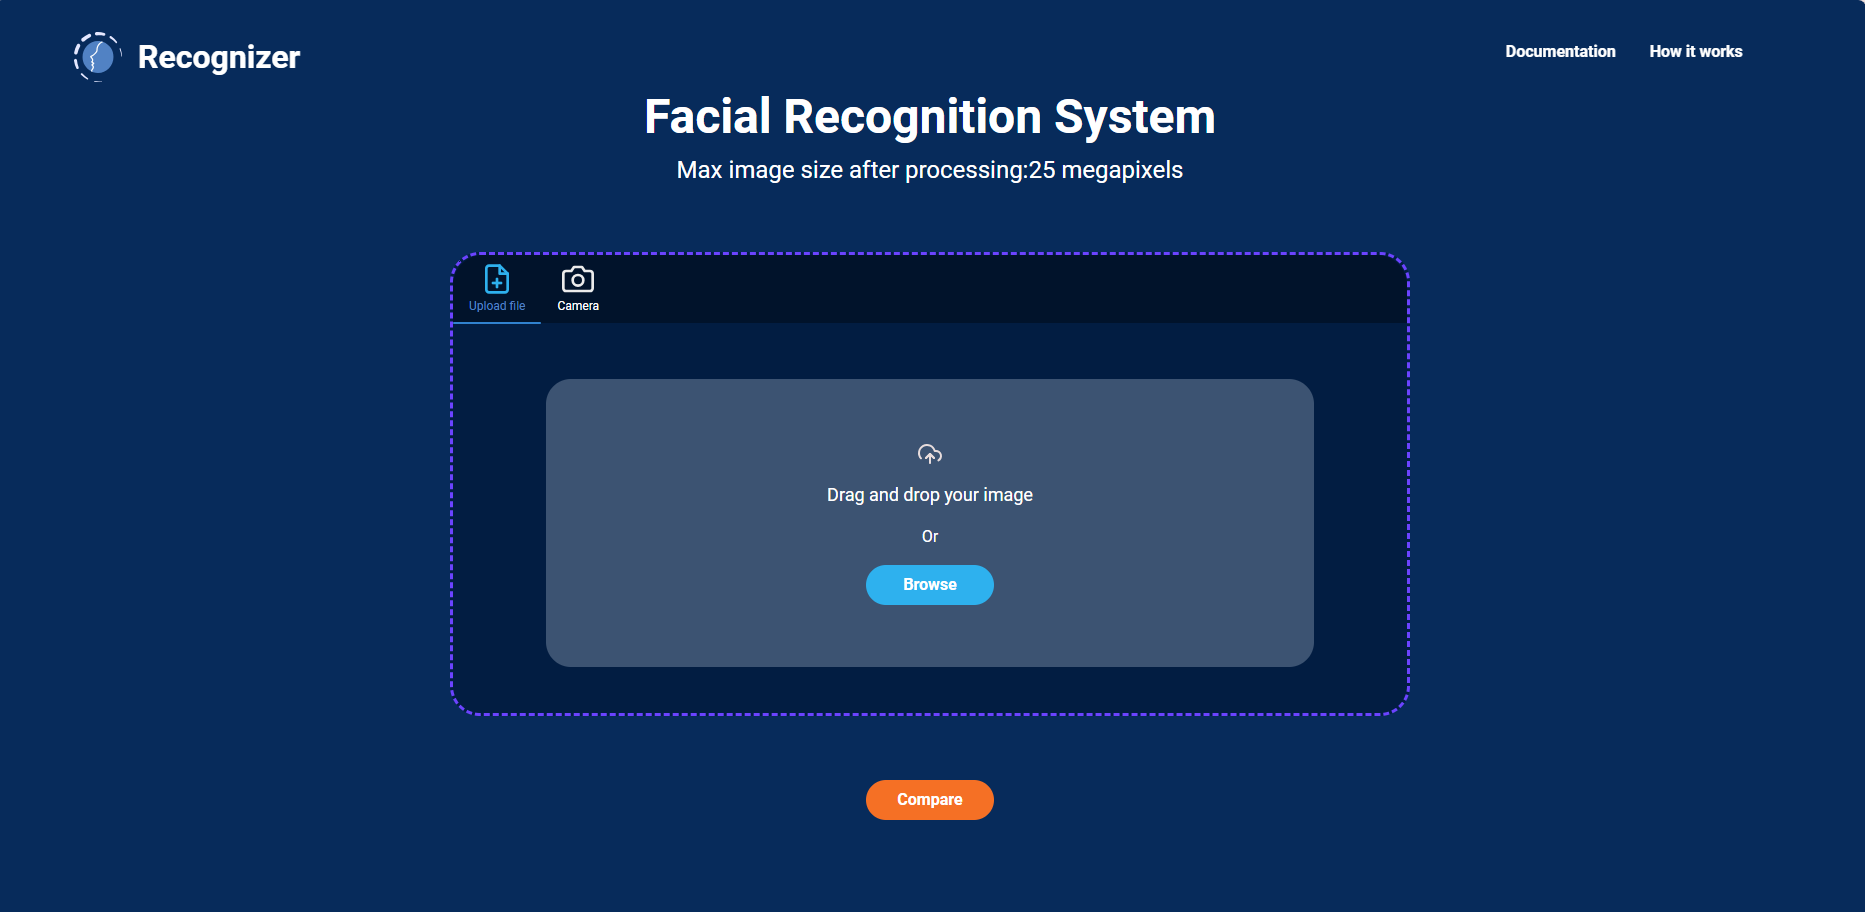 Recognizer
Documentation
How it works
Facial Recognition System
Max image size after processing:25 megapixels
Upload file
Camera
Drag and drop your image
Or
Browse
Compare